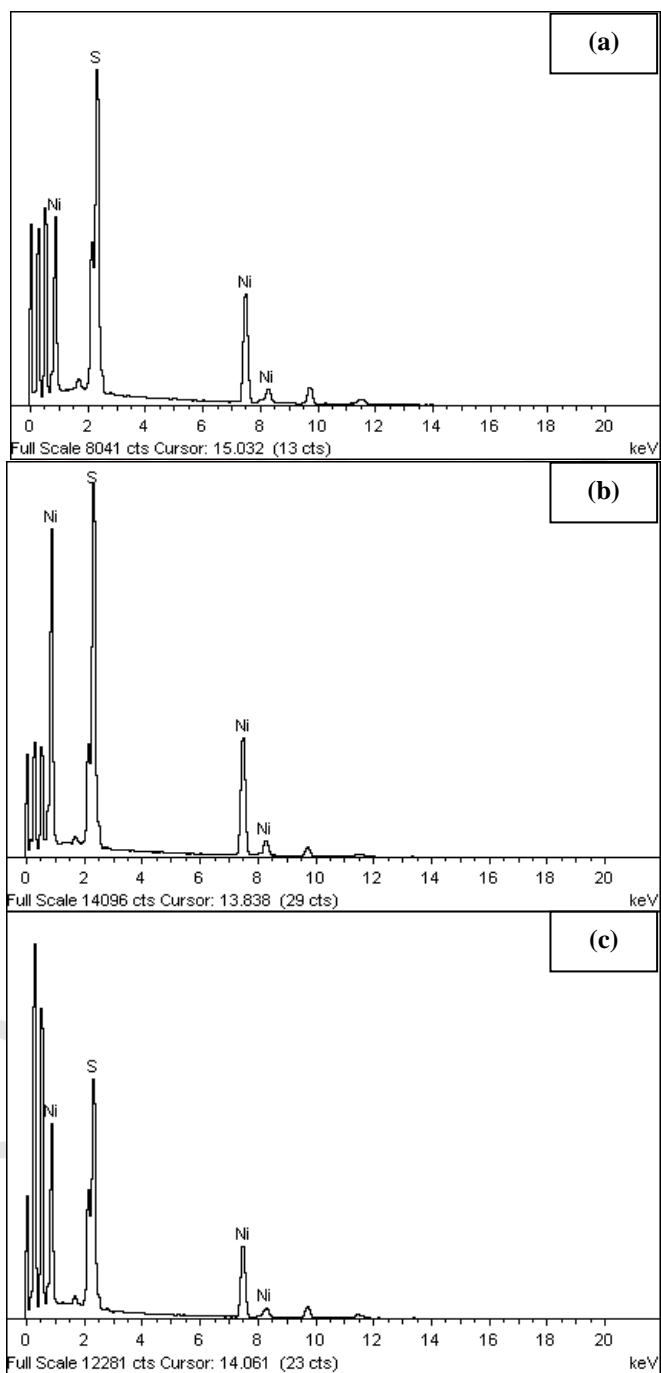 (a)
S
Ni
Ni
Ni
0 2 4 6 8 10 12 14 16 18 20
Full Scale 8041 cts Cursor: 15.032 (13 cts) keV
(b)
S
Ni
Ni
Ni
0 2 4 6 8 10 12 14 16 18 20
Full Scale 14096 cts Cursor: 13.838 (29 cts) keV
(c)
S
Ni
Ni
Ni
0 2 4 6 8 10 12 14 16 18 20
Full Scale 12281 cts Cursor: 14.061 (23 cts) keV